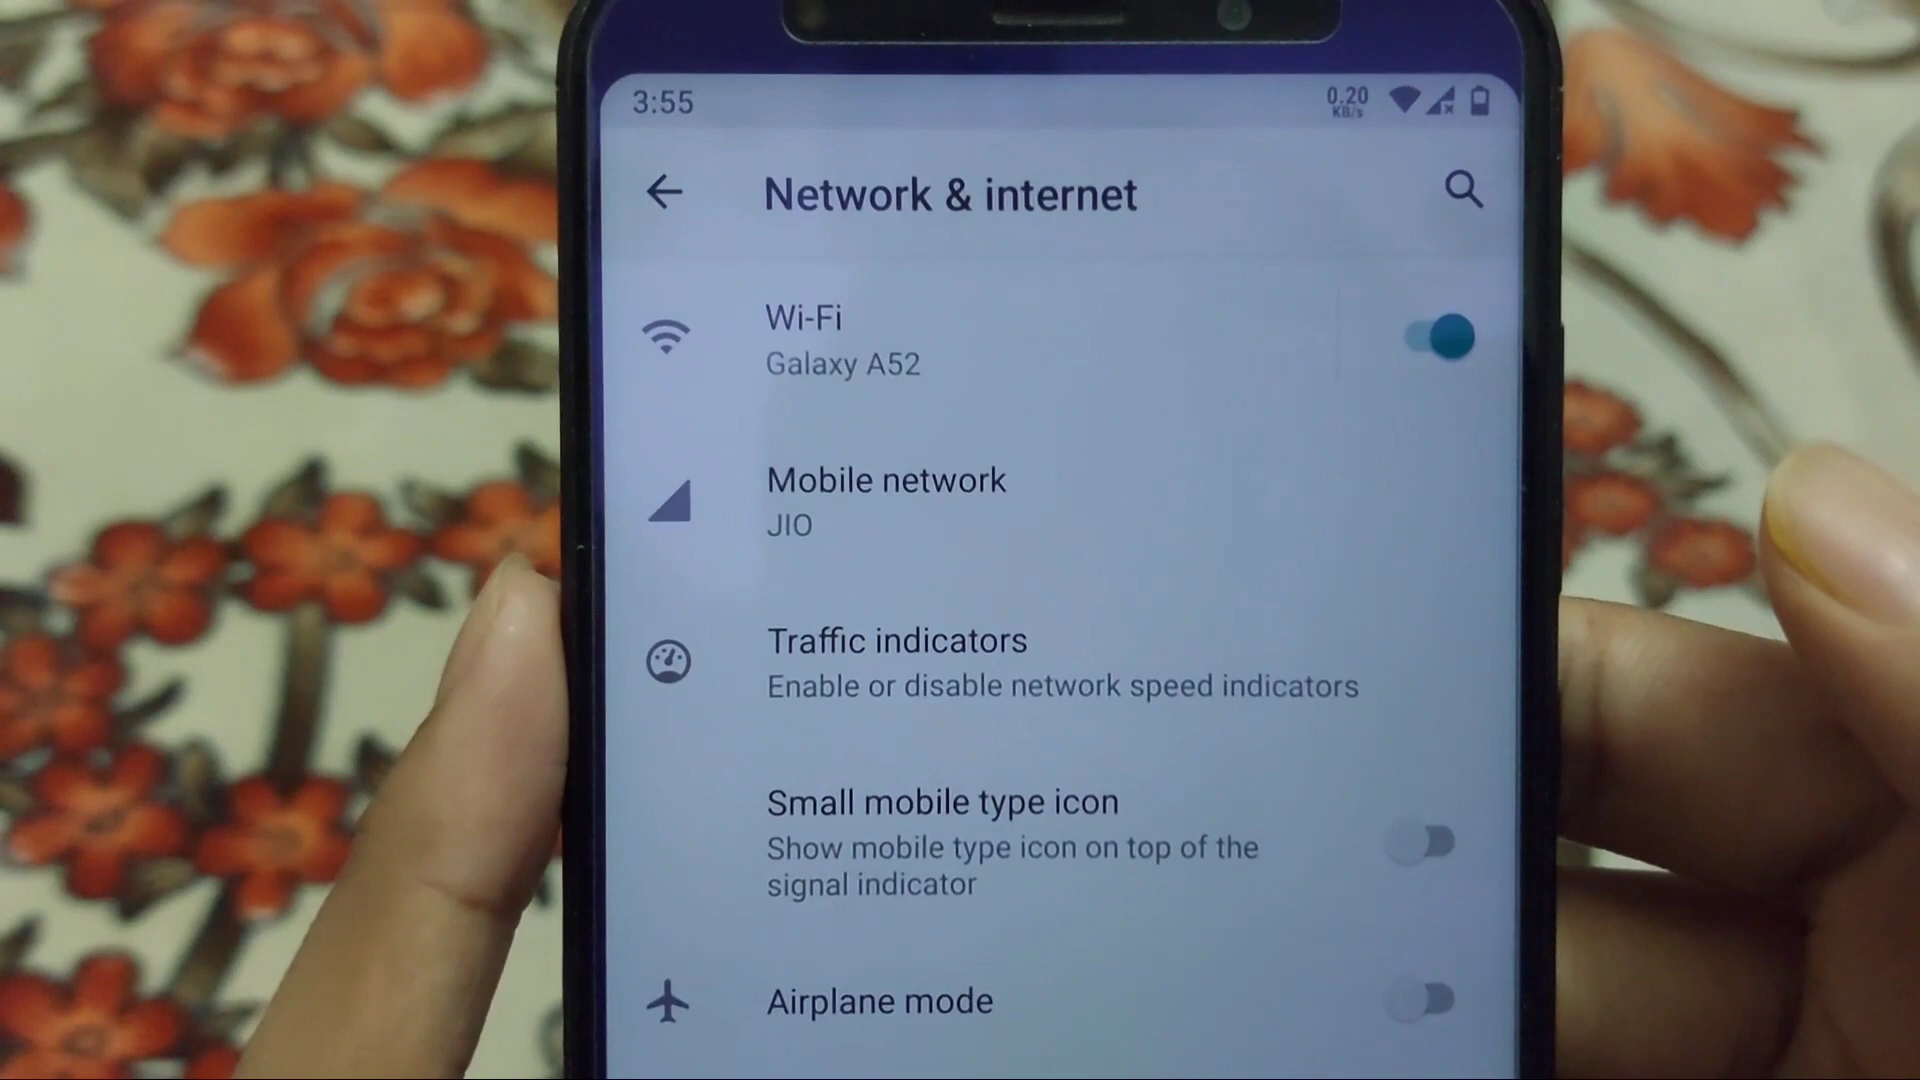 3:55
0.20
KB/s
Network & internet
Wi-Fi
Galaxy A52
Mobile network
JIO
Traffic indicators
Enable or disable network speed indicators
Small mobile type icon
Show mobile type icon on top of the
signal indicator
Airplane mode